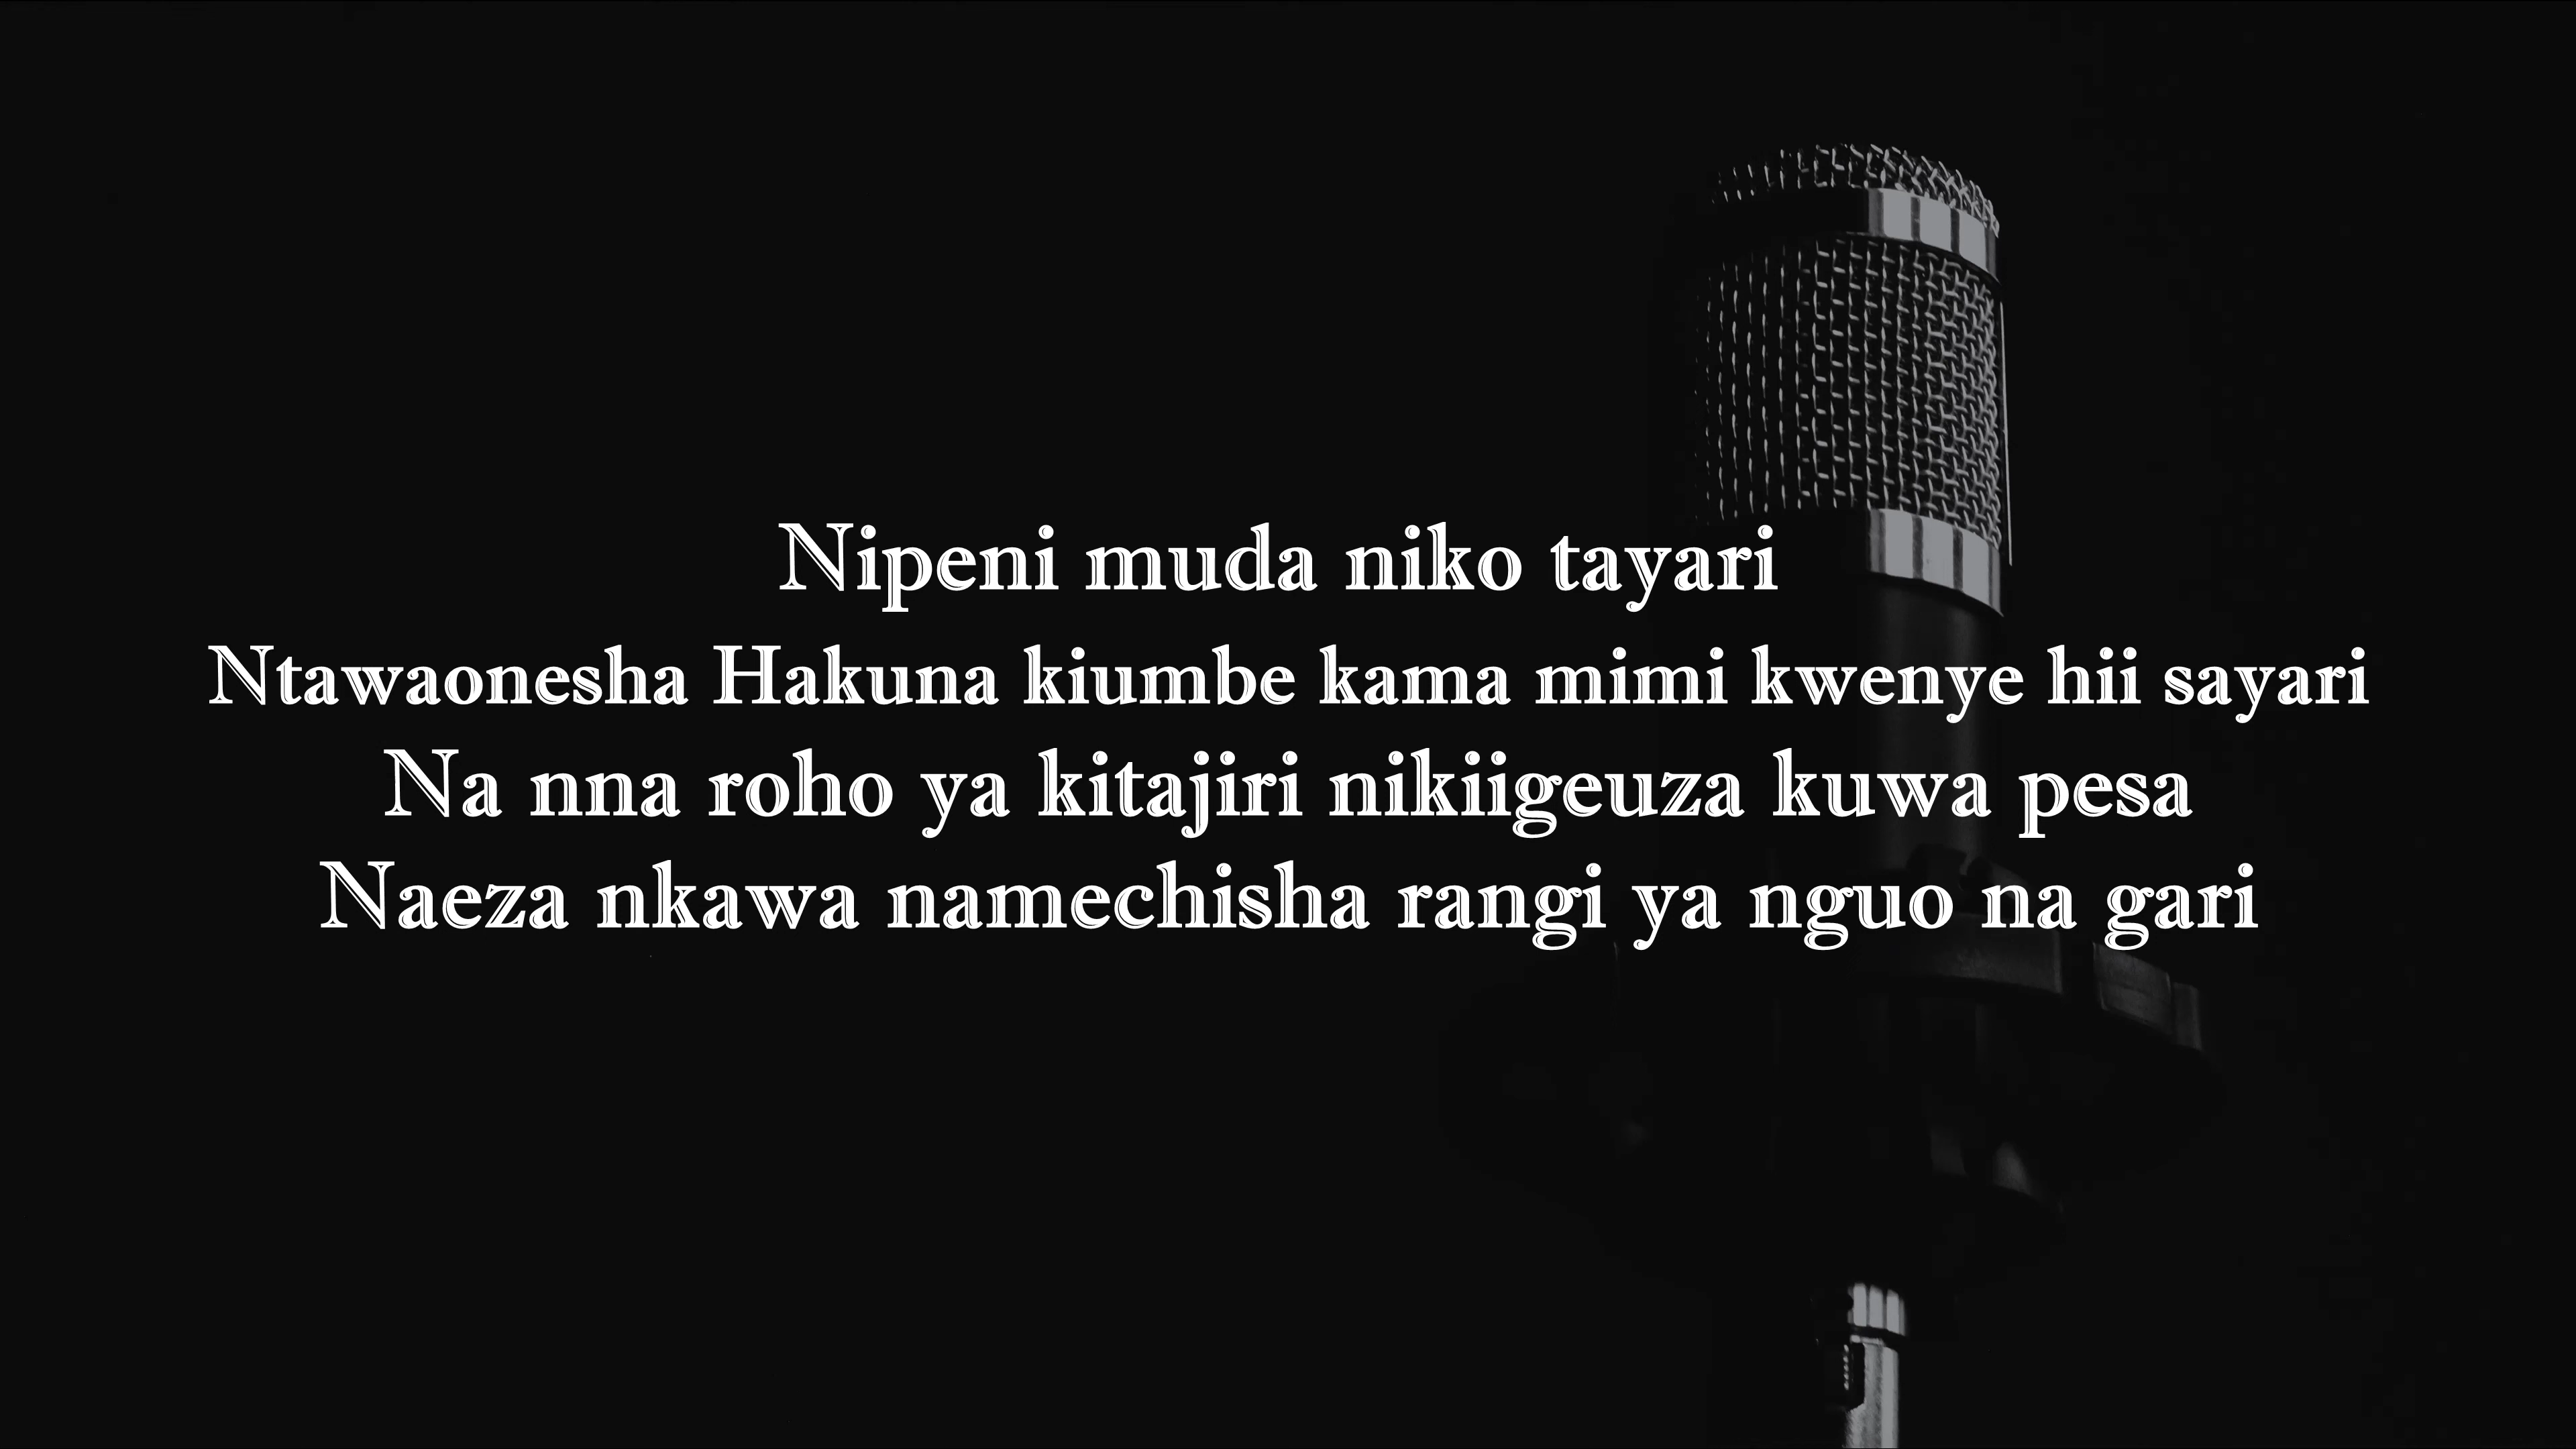 Nipeni muda niko tayari
Ntawaonesha Hakuna kiumbe kama mimi kwenye hii sayari
Na nna roho ya kitajiri nikiigeuza kuwa pesa
Naeza nkawa namechisha rangi ya nguo na gari